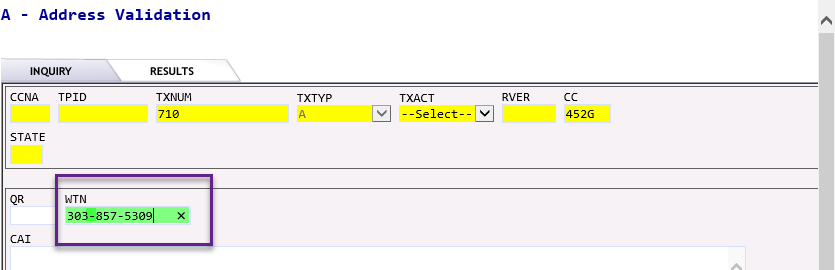 A - Address Validation
INQUIRY RESULTS
CCNA TPID TXNUM TXTYP TXACT RVER CC
710 A --Select-- 452G
STATE
QR WTN
303-857-5309
CAI